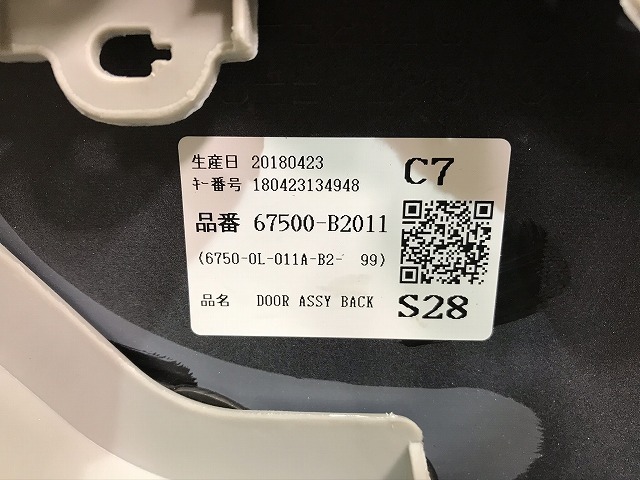 生産日 20180423
ｷｰ番号 180423134948
C7
品番 67500-B2011
(6750-0L-011A-B2- 99)
品名 DOOR ASSY BACK
S28